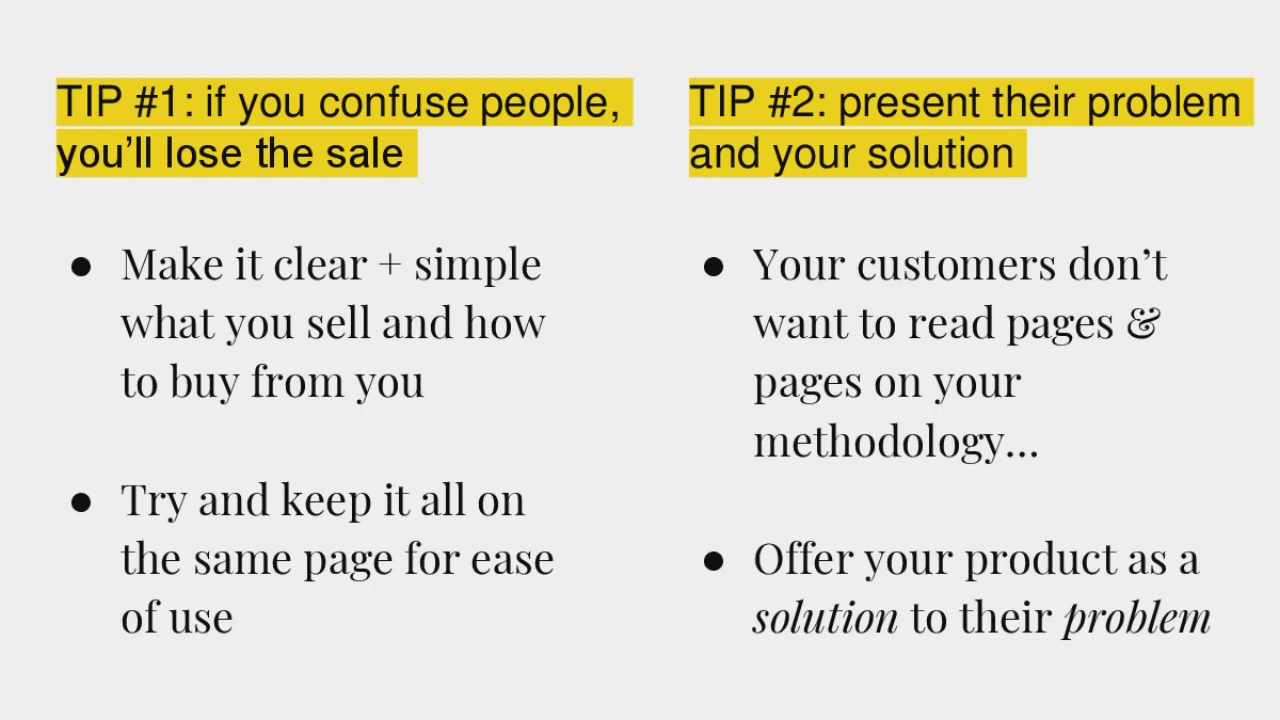 TIP #1: if you confuse people,
you’ll lose the sale
● Make it clear + simple
what you sell and how
to buy from you
● Try and keep it all on
the same page for ease
of use
TIP #2: present their problem
and your solution
● Your customers don’t
want to read pages &
pages on your
methodology...
● Offer your product as a
solution to their problem